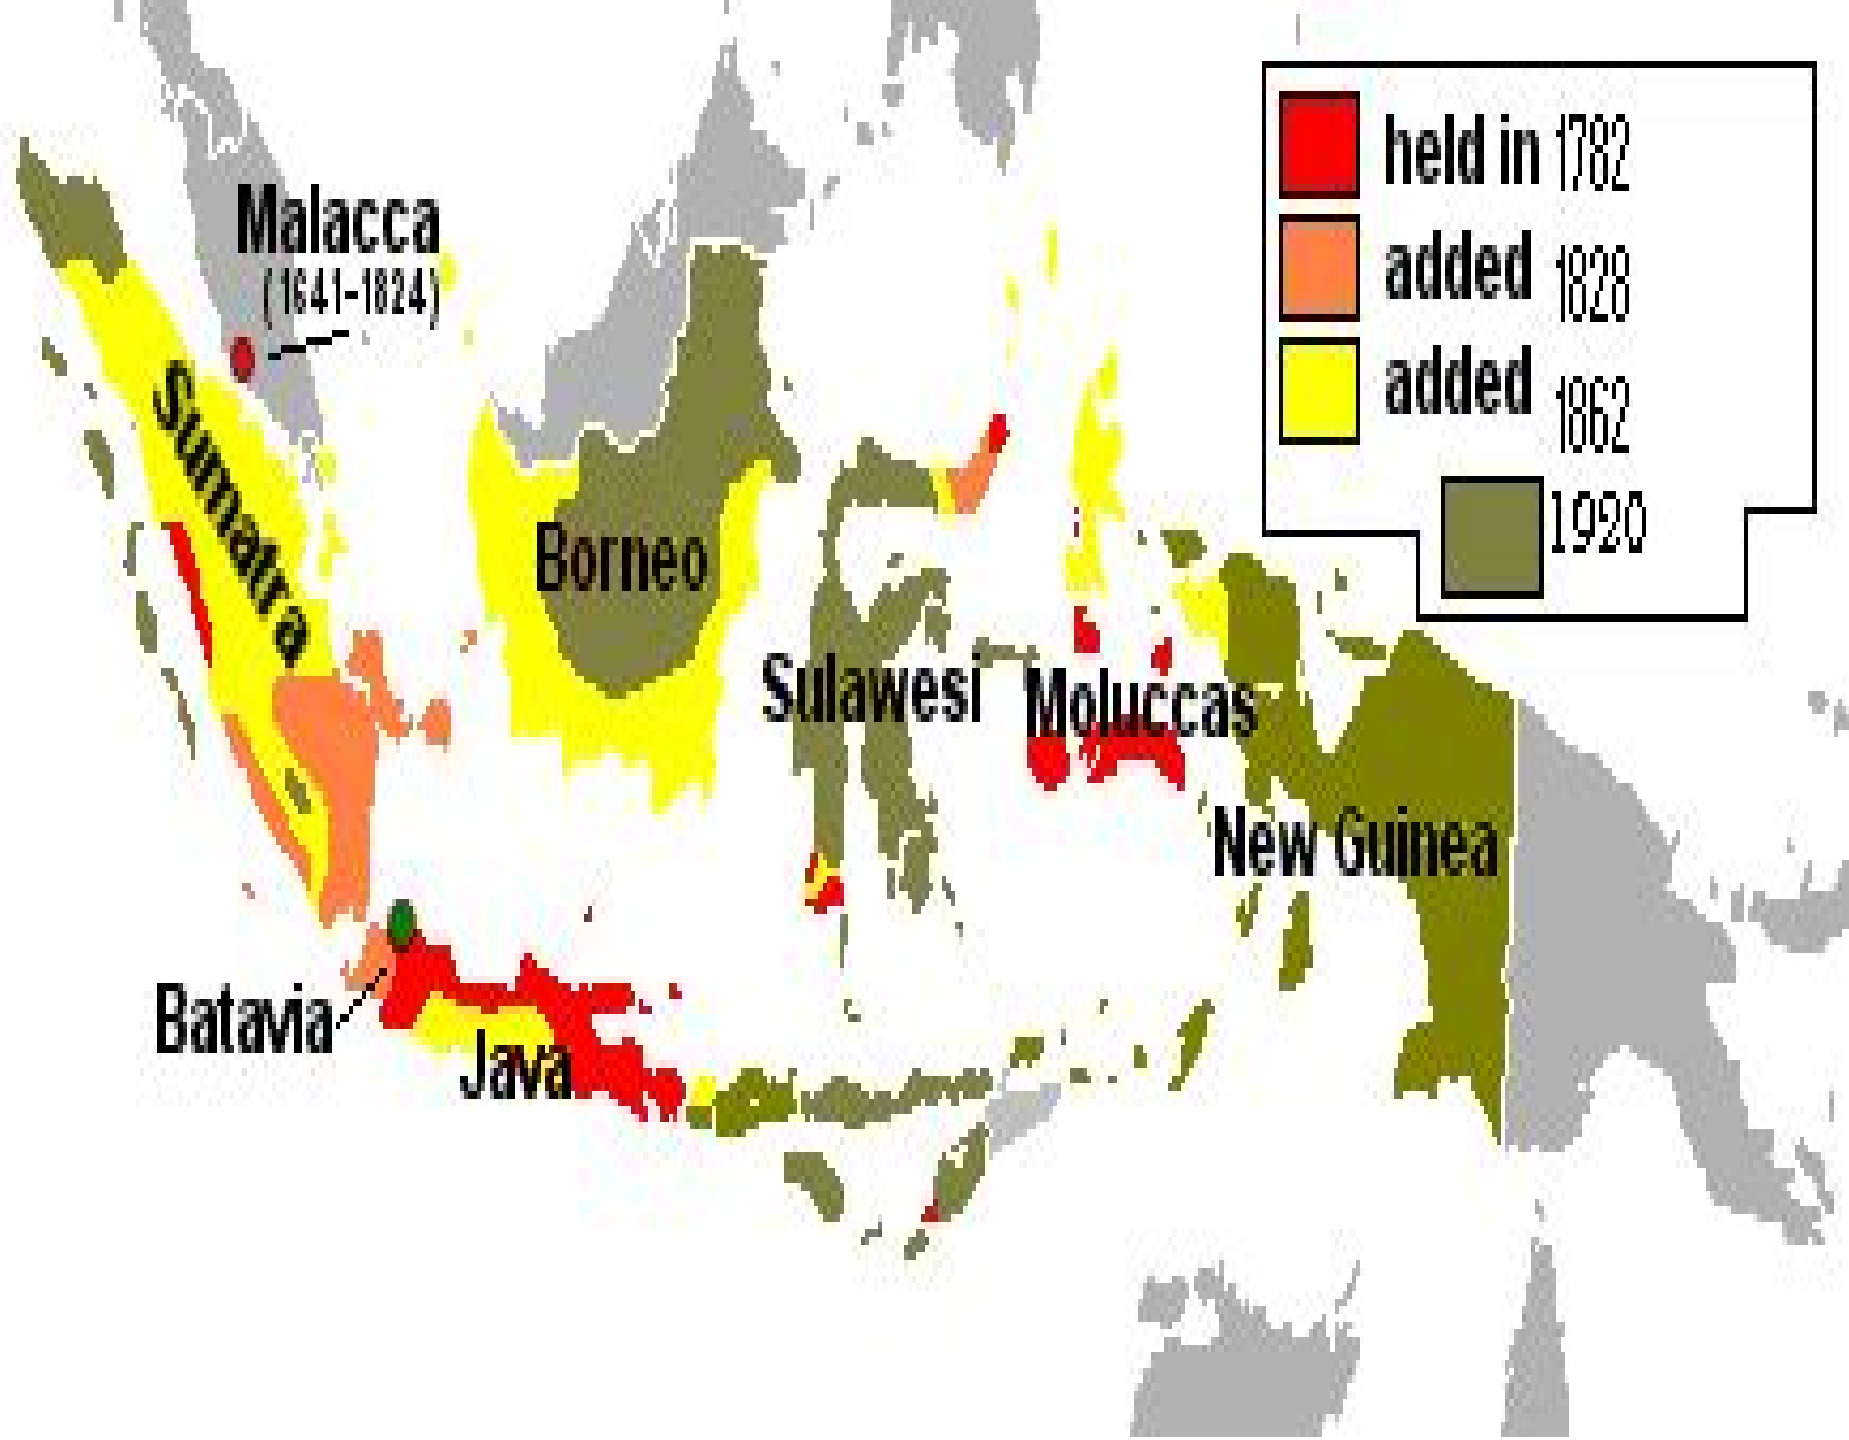 Malacca
(1641-1824)
Sumatra
Borneo
Sulawesi
Moluccas
New Guinea
Batavia
Java
held in 1782
added 1828
added 1862
1920